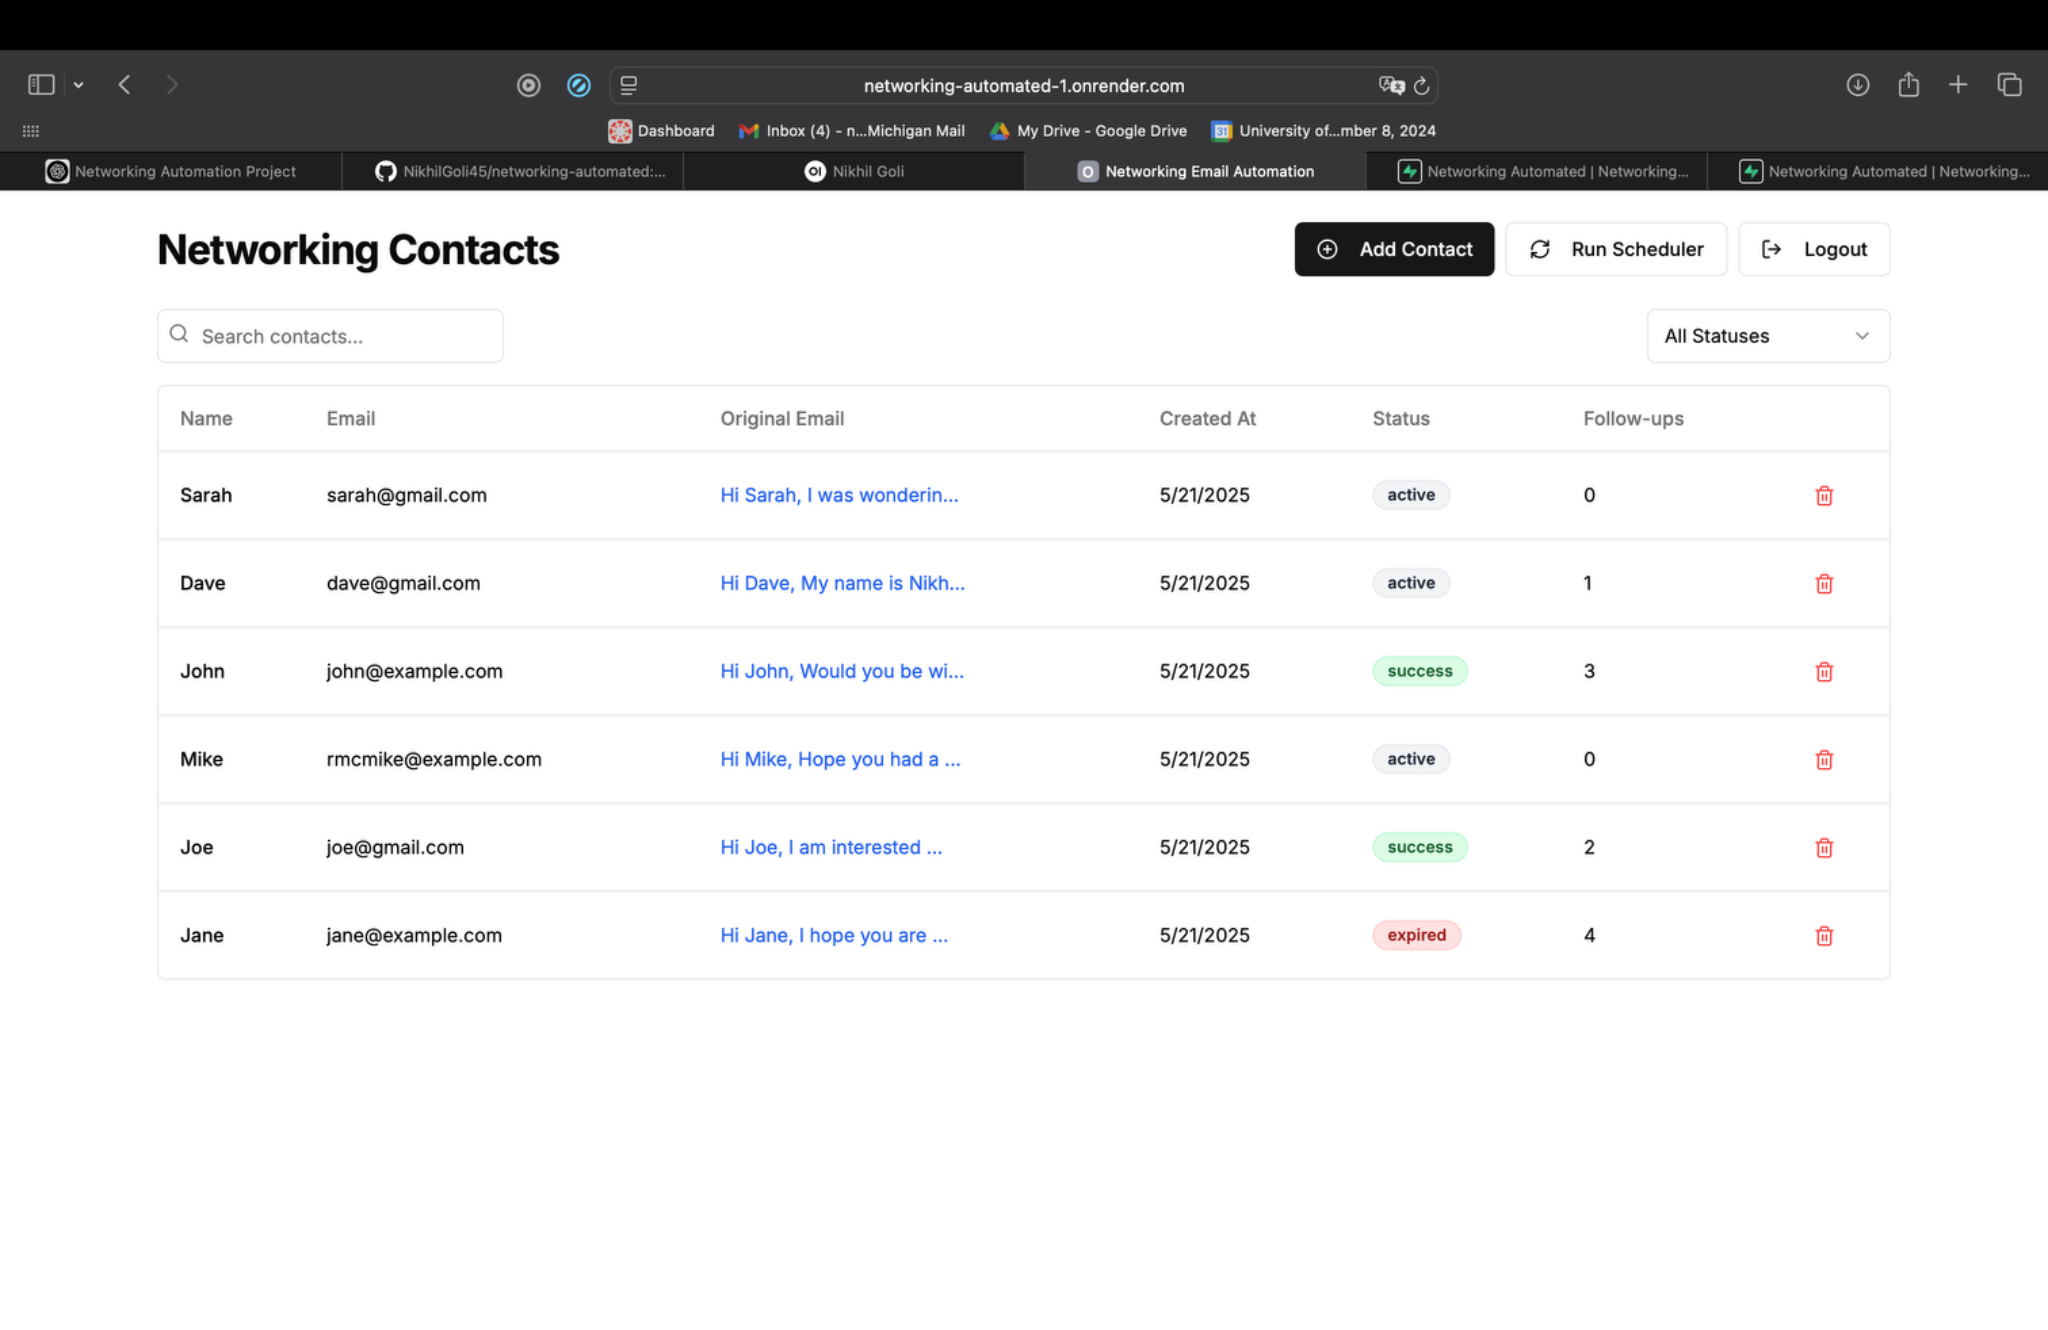 networking-automated-1.onrender.com
Dashboard Inbox (4) - n...Michigan Mail My Drive - Google Drive 31 University of...mber 8, 2024
Networking Automation Project NikhilGoli45/networking-automated:... OI Nikhil Goli O Networking Email Automation Networking Automated | Networking... Networking Automated | Networking...
Networking Contacts Add Contact Run Scheduler Logout
Search contacts... All Statuses
Name Email Original Email Created At Status Follow-ups
Sarah sarah@gmail.com Hi Sarah, I was wonderin... 5/21/2025 active 0
Dave dave@gmail.com Hi Dave, My name is Nikh... 5/21/2025 active 1
John john@example.com Hi John, Would you be wi... 5/21/2025 success 3
Mike rmcmike@example.com Hi Mike, Hope you had a ... 5/21/2025 active 0
Joe joe@gmail.com Hi Joe, I am interested ... 5/21/2025 success 2
Jane jane@example.com Hi Jane, I hope you are ... 5/21/2025 expired 4